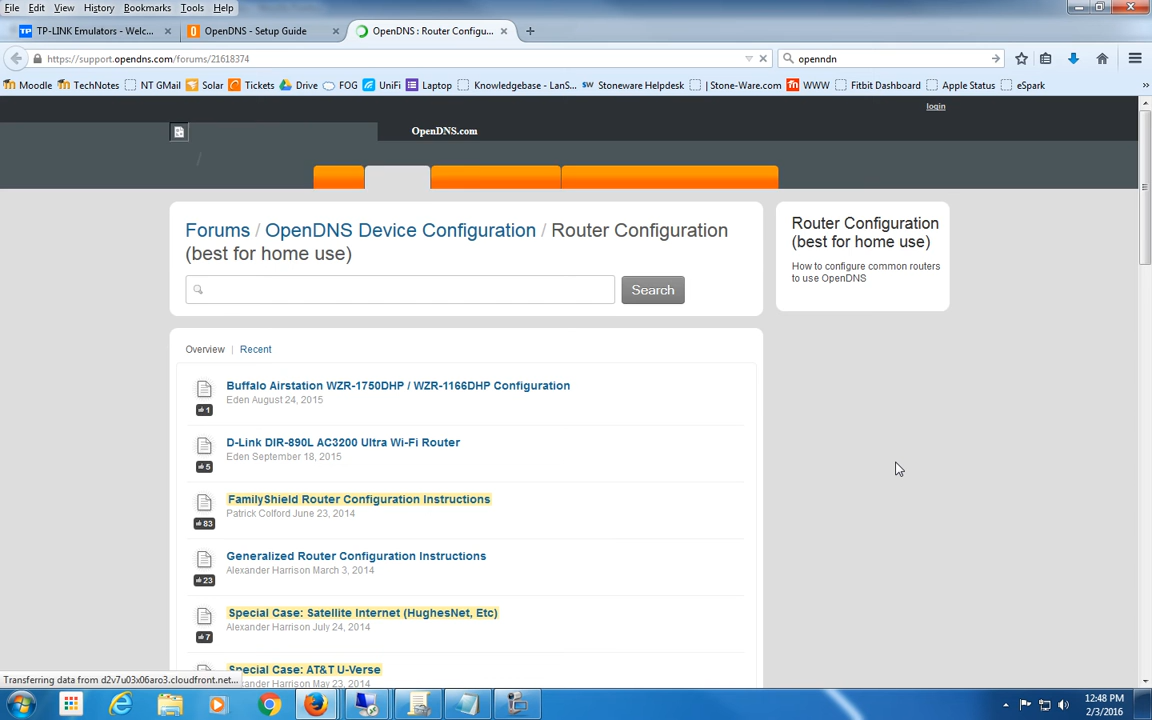 File Edit View History Bookmarks Tools Help
TP-LINK Emulators - Welc... OpenDNS - Setup Guide OpenDNS : Router Configu...
https://support.opendns.com/forums/21618374 openndn
Moodle TechNotes NT GMail Solar Tickets Drive FOG UniFi Laptop Knowledgebase - LanS... Stoneware Helpdesk | Stone-Ware.com WWW Fitbit Dashboard Apple Status eSpark
login
OpenDNS.com
/
Forums / OpenDNS Device Configuration / Router Configuration
(best for home use)
Search
Router Configuration
(best for home use)
How to configure common routers
to use OpenDNS
Overview | Recent
Buffalo Airstation WZR-1750DHP / WZR-1166DHP Configuration
Eden August 24, 2015
1
D-Link DIR-890L AC3200 Ultra Wi-Fi Router
Eden September 18, 2015
5
FamilyShield Router Configuration Instructions
Patrick Colford June 23, 2014
83
Generalized Router Configuration Instructions
Alexander Harrison March 3, 2014
23
Special Case: Satellite Internet (HughesNet, Etc)
Alexander Harrison July 24, 2014
7
Special Case: AT&T U-Verse
Alexander Harrison May 23, 2014
Transferring data from d2v7u03x06aro3.cloudfront.net...
12:48 PM
2/3/2016